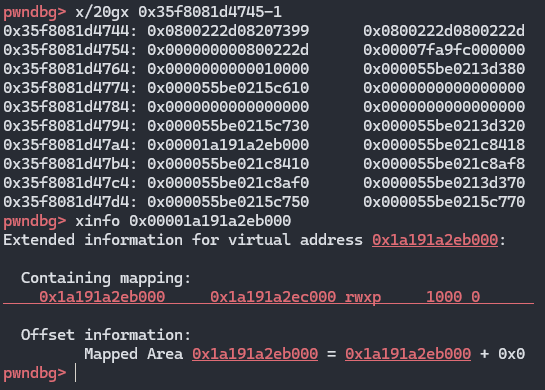 pwndbg> x/20gx 0x35f8081d4745-1
0x35f8081d4744: 0x0800222d08207399 0x0800222d0800222d
0x35f8081d4754: 0x000000000800222d 0x00007fa9fc000000
0x35f8081d4764: 0x0000000000010000 0x000055be0213d380
0x35f8081d4774: 0x000055be0215c610 0x0000000000000000
0x35f8081d4784: 0x0000000000000000 0x0000000000000000
0x35f8081d4794: 0x000055be0215c730 0x000055be0213d320
0x35f8081d47a4: 0x00001a191a2eb000 0x000055be021c8418
0x35f8081d47b4: 0x000055be021c8410 0x000055be021c8af8
0x35f8081d47c4: 0x000055be021c8af0 0x000055be0213d370
0x35f8081d47d4: 0x000055be0215c750 0x000055be0215c770
pwndbg> xinfo 0x00001a191a2eb000
Extended information for virtual address 0x1a191a2eb000:
Containing mapping:
0x1a191a2eb000 0x1a191a2ec000 rwxp 1000 0
Offset information:
Mapped Area 0x1a191a2eb000 = 0x1a191a2eb000 + 0x0
pwndbg>